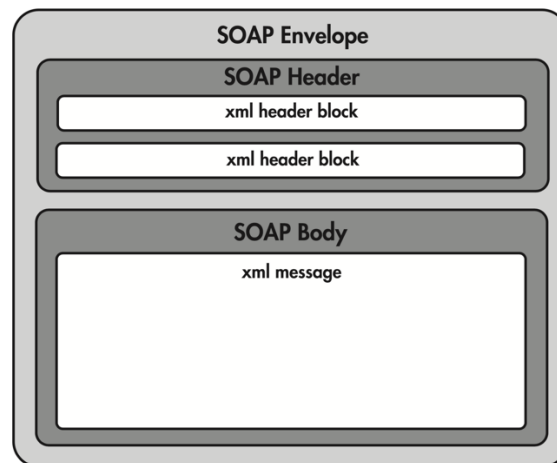 SOAP Envelope
SOAP Header
xml header block
xml header block
SOAP Body
xml message